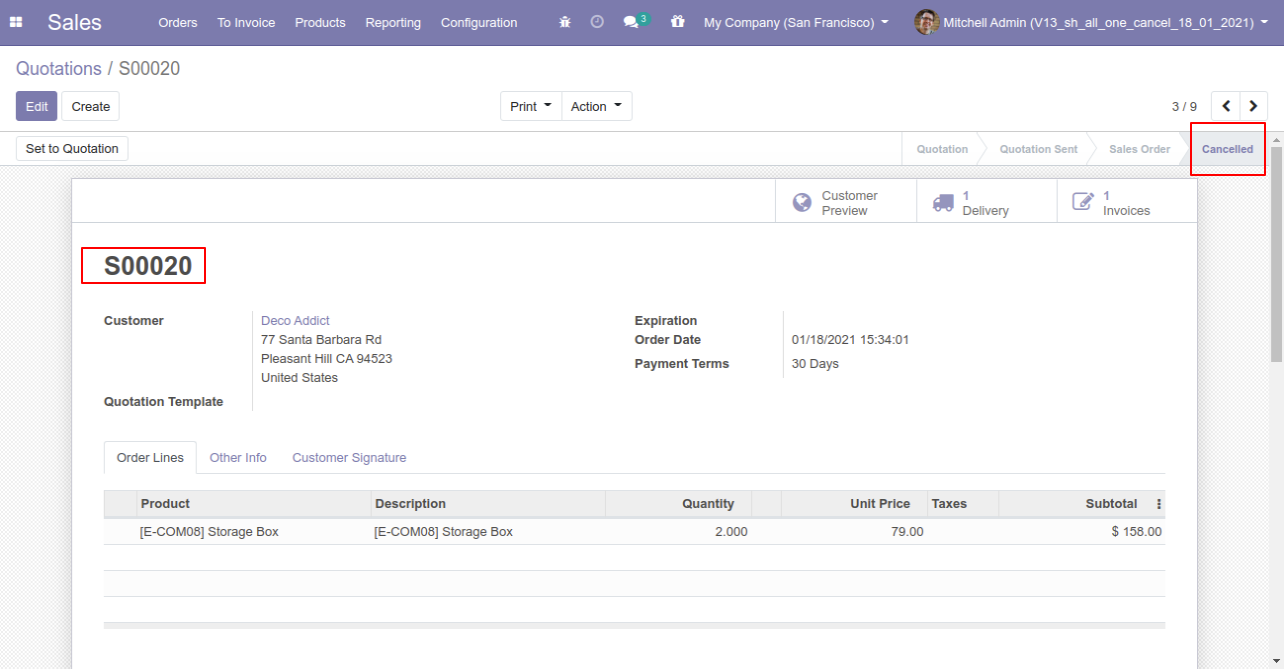 Sales Orders To Invoice Products Reporting Configuration 3 My Company (San Francisco) Mitchell Admin (V13_sh_all_one_cancel_18_01_2021)
Quotations / S00020
Edit Create Print Action 3 / 9
Set to Quotation Quotation Quotation Sent Sales Order Cancelled
Customer Preview 1 Delivery 1 Invoices
S00020
Customer Deco Addict Expiration
77 Santa Barbara Rd Order Date 01/18/2021 15:34:01
Pleasant Hill CA 94523 Payment Terms 30 Days
United States
Quotation Template
Order Lines Other Info Customer Signature
Product Description Quantity Unit Price Taxes Subtotal
[E-COM08] Storage Box [E-COM08] Storage Box 2.000 79.00 $ 158.00